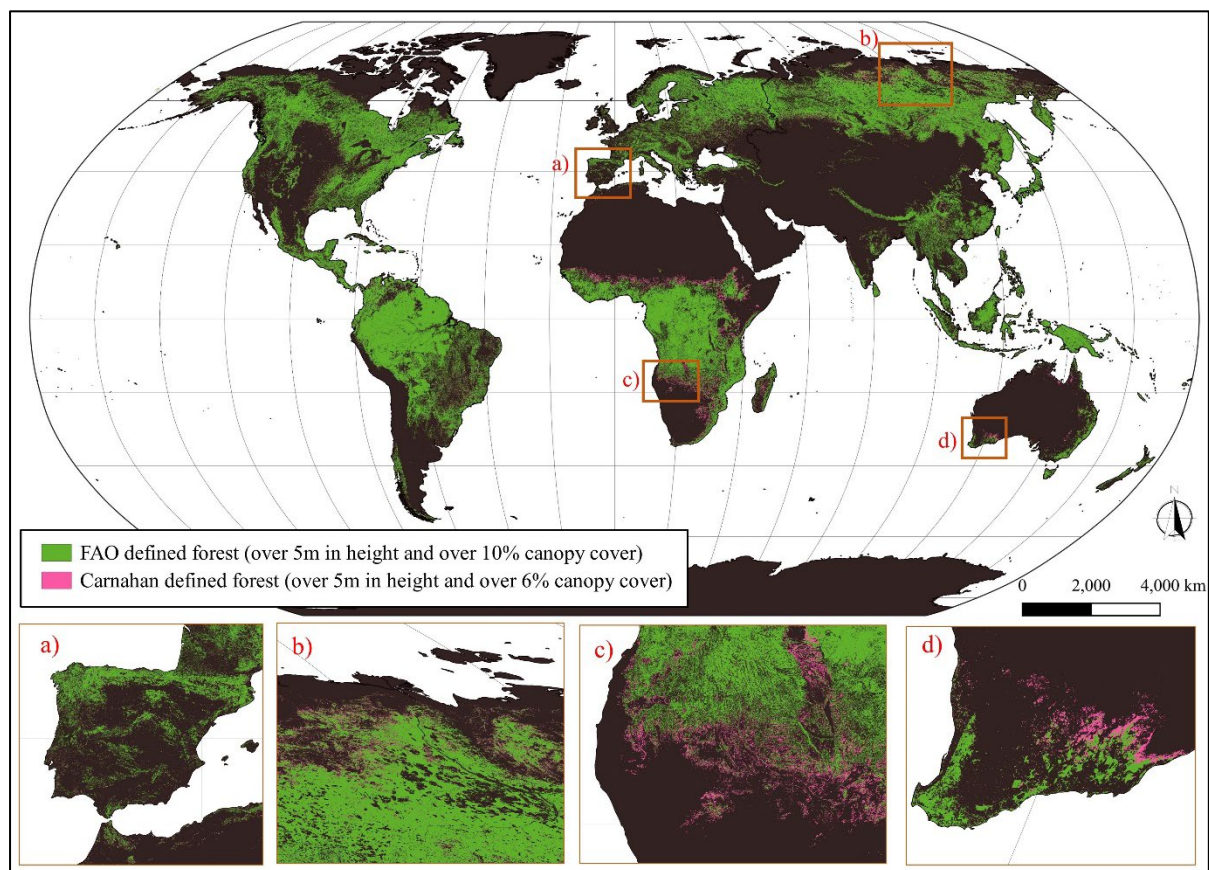 b)
a)
c)
d)
N
FAO defined forest (over 5m in height and over 10% canopy cover)
Carnahan defined forest (over 5m in height and over 6% canopy cover)
0 2,000 4,000 km
a)
b)
c)
d)